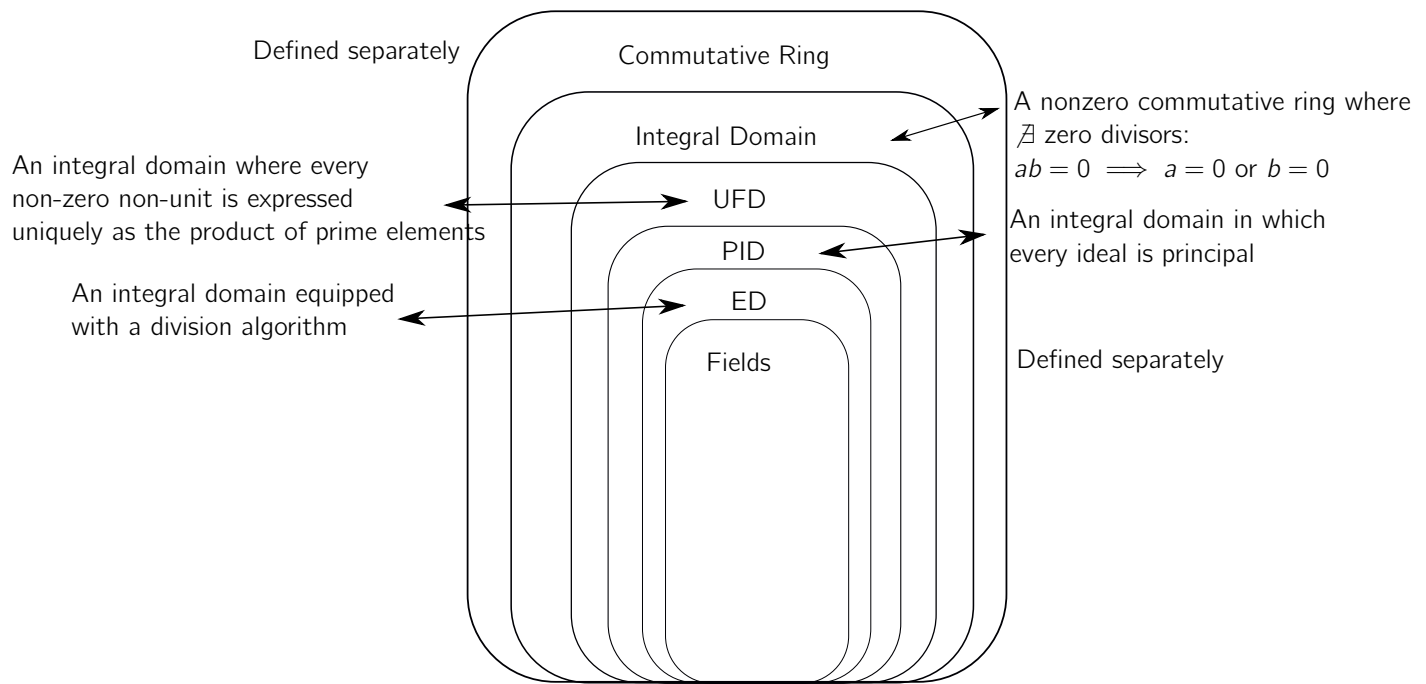 Defined separately
Commutative Ring
A nonzero commutative ring where
∄ zero divisors:
ab = 0 ⟹ a = 0 or b = 0
Integral Domain
An integral domain where every
non-zero non-unit is expressed
uniquely as the product of prime elements
UFD
An integral domain in which
every ideal is principal
PID
An integral domain equipped
with a division algorithm
ED
Fields
Defined separately